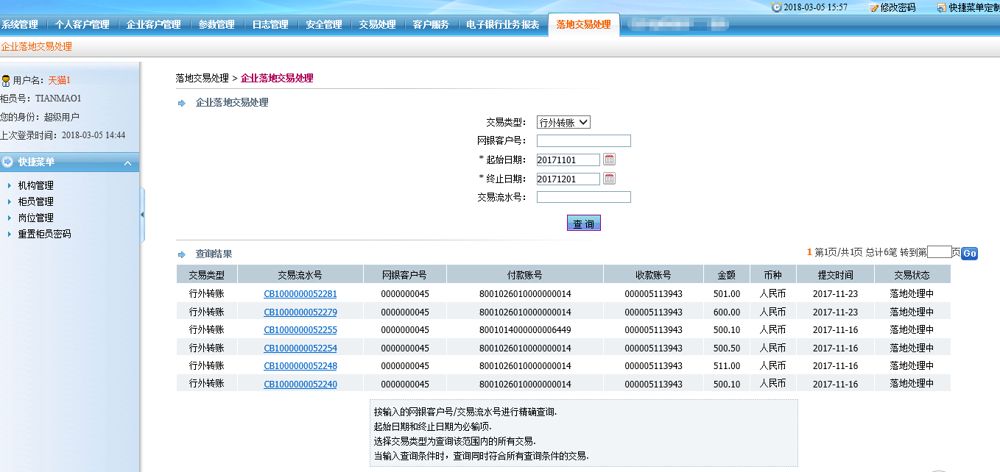 2018-03-05 15:57 修改密码 快捷菜单定制
系统管理 个人客户管理 企业客户管理 参数管理 日志管理 安全管理 交易处理 客户服务 电子银行业务报表 落地交易处理
企业落地交易处理
用户名：天猫1
柜员号：TIANMAO1
您的身份：超级用户
上次登录时间：2018-03-05 14:44
快捷菜单
机构管理
柜员管理
岗位管理
重置柜员密码
落地交易处理 > 企业落地交易处理
企业落地交易处理
交易类型： 行外转账
网银客户号：
* 起始日期： 20171101
* 终止日期： 20171201
交易流水号：
查 询
查询结果 1 第1页/共1页 总计6笔 转到第 页 Go
交易类型 交易流水号 网银客户号 付款账号 收款账号 金额 币种 提交时间 交易状态
行外转账 CB1000000052281 0000000045 8001026010000000014 000005113943 501.00 人民币 2017-11-23 落地处理中
行外转账 CB1000000052279 0000000045 8001026010000000014 000005113943 600.00 人民币 2017-11-23 落地处理中
行外转账 CB1000000052255 0000000045 8001014000000006449 000005113943 500.10 人民币 2017-11-16 落地处理中
行外转账 CB1000000052254 0000000045 8001026010000000014 000005113943 500.50 人民币 2017-11-16 落地处理中
行外转账 CB1000000052248 0000000045 8001026010000000014 000005113943 511.00 人民币 2017-11-16 落地处理中
行外转账 CB1000000052240 0000000045 8001026010000000014 000005113943 500.10 人民币 2017-11-16 落地处理中
按输入的网银客户号/交易流水号进行精确查询.
起始日期和终止日期为必输项.
选择交易类型为查询该范围内的所有交易.
当输入查询条件时，查询同时符合所有查询条件的交易.